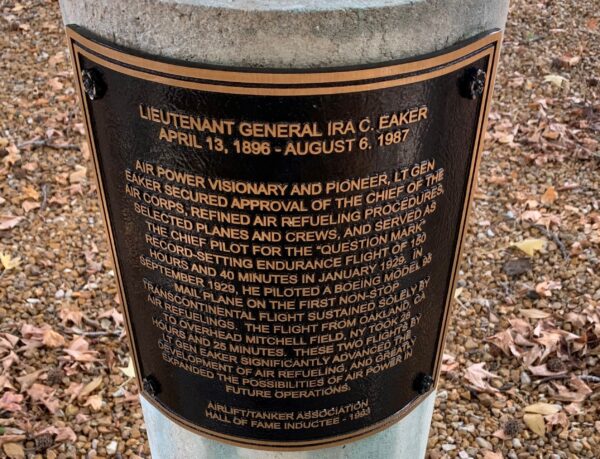 LIEUTENANT GENERAL IRA C. EAKER
APRIL 13, 1896 - AUGUST 6, 1987
AIR POWER VISIONARY AND PIONEER, LT GEN
EAKER SECURED APPROVAL OF THE CHIEF OF THE
AIR CORPS, REFINED AIR REFUELING PROCEDURES,
SELECTED PLANES AND CREWS, AND SERVED AS
THE CHIEF PILOT FOR THE "QUESTION MARK"
RECORD-SETTING ENDURANCE FLIGHT OF 150
HOURS AND 40 MINUTES IN JANUARY 1929. IN
SEPTEMBER 1929, HE PILOTED A BOEING MODEL
MAIL PLANE ON THE FIRST NON-STOP
TRANSCONTINENTAL FLIGHT SUSTAINED SOLELY BY
AIR REFUELINGS. THE FLIGHT FROM OAKLAND, CA
TO OVERHEAD MITCHELL FIELD, NY TOOK
HOURS AND 25 MINUTES. THESE TWO FLIGHTS BY
LT GEN EAKER SIGNIFICANTLY ADVANCED THE
DEVELOPMENT OF AIR REFUELING, AND GREATLY
EXPANDED THE POSSIBILITIES OF AIR POWER IN
FUTURE OPERATIONS.
AIRLIFT/TANKER ASSOCIATION
HALL OF FAME INDUCTEE -